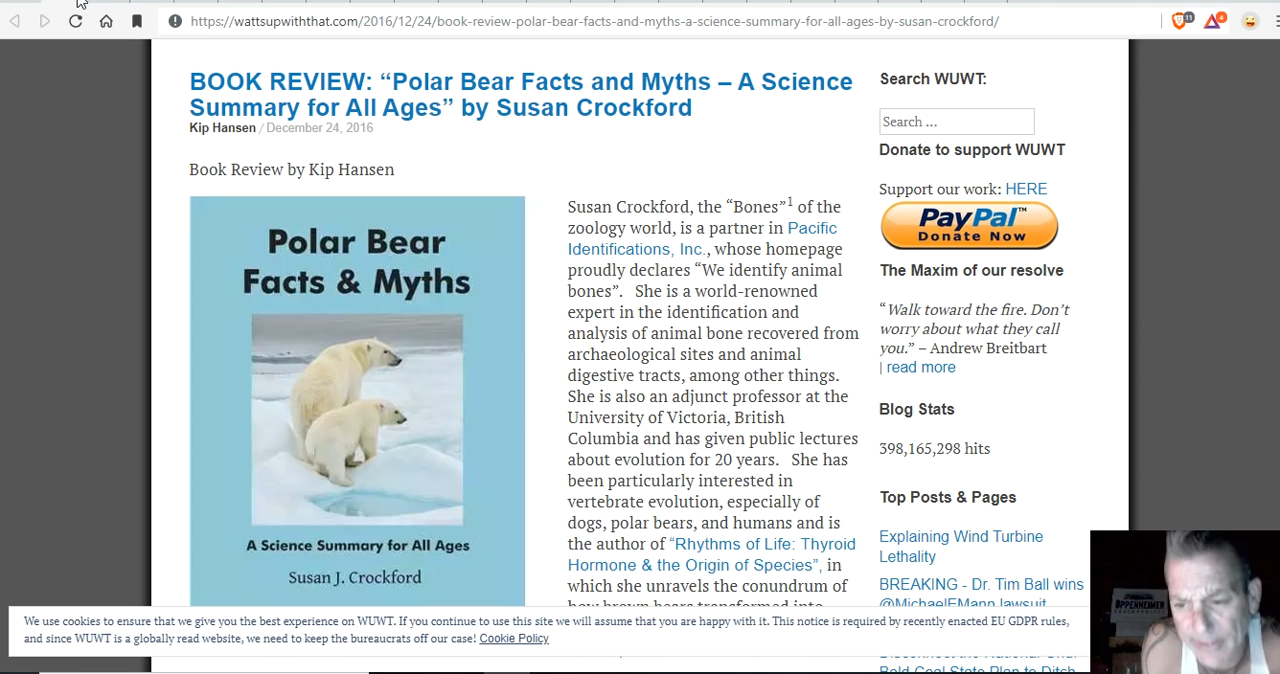 https://wattsupwiththat.com/2016/12/24/book-review-polar-bear-facts-and-myths-a-science-summary-for-all-ages-by-susan-crockford/
11
4
BOOK REVIEW: “Polar Bear Facts and Myths – A Science
Summary for All Ages” by Susan Crockford
Kip Hansen / December 24, 2016
Book Review by Kip Hansen
Polar Bear
Facts & Myths
A Science Summary for All Ages
Susan J. Crockford
Susan Crockford, the “Bones”1 of the
zoology world, is a partner in Pacific
Identifications, Inc., whose homepage
proudly declares “We identify animal
bones”. She is a world-renowned
expert in the identification and
analysis of animal bone recovered from
archaeological sites and animal
digestive tracts, among other things.
She is also an adjunct professor at the
University of Victoria, British
Columbia and has given public lectures
about evolution for 20 years. She has
been particularly interested in
vertebrate evolution, especially of
dogs, polar bears, and humans and is
the author of “Rhythms of Life: Thyroid
Hormone & the Origin of Species”, in
which she unravels the conundrum of
how brown bears transformed into
Search WUWT:
Search ...
Donate to support WUWT
Support our work: HERE
PayPal™
Donate Now
The Maxim of our resolve
“Walk toward the fire. Don’t
worry about what they call
you.” – Andrew Breitbart
| read more
Blog Stats
398,165,298 hits
Top Posts & Pages
Explaining Wind Turbine
Lethality
BREAKING - Dr. Tim Ball wins
@MichaelEMann lawsuit
State Plan to Ditch
We use cookies to ensure that we give you the best experience on WUWT. If you continue to use this site we will assume that you are happy with it. This notice is required by recently enacted EU GDPR rules,
and since WUWT is a globally read website, we need to keep the bureaucrats off our case! Cookie Policy
OPPENHEIMER